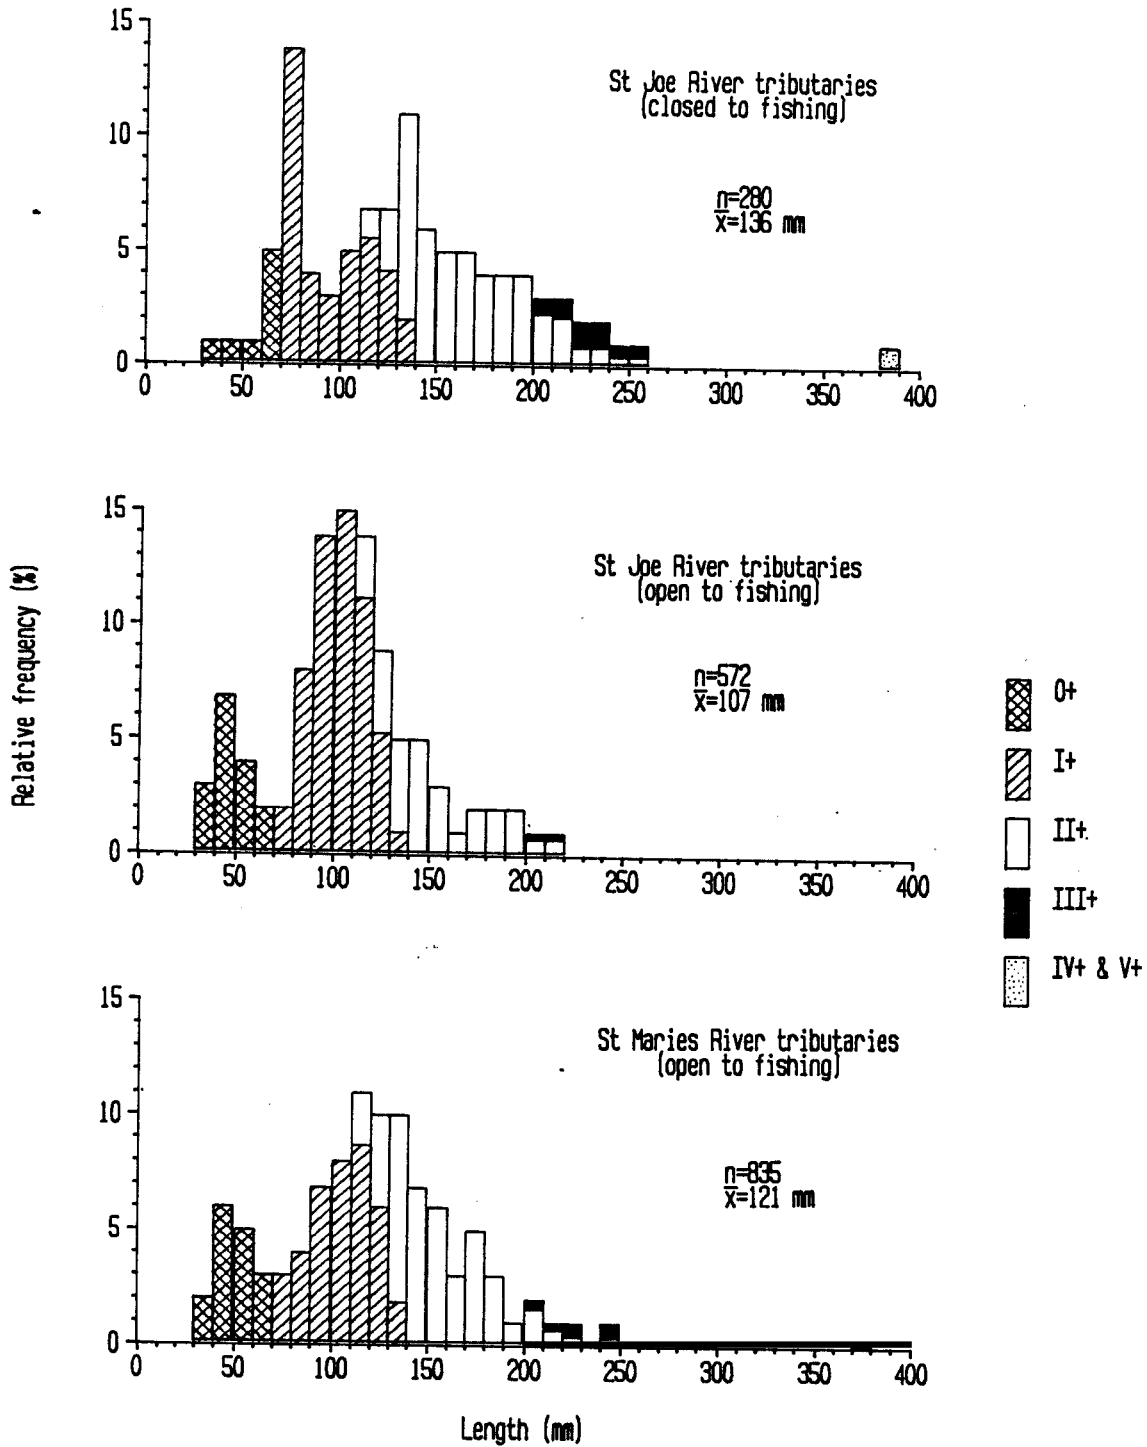 15
10
5
0
St Joe River tributaries
(closed to fishing)
n=280
x̅=136 mm
0 50 100 150 200 250 300 350 400
15
10
5
0
St Joe River tributaries
(open to fishing)
n=572
x̅=107 mm
0 50 100 150 200 250 300 350 400
Relative frequency (%)
0+
I+
II+
III+
IV+ & V+
15
10
5
0
St Maries River tributaries
(open to fishing)
n=835
x̅=121 mm
0 50 100 150 200 250 300 350 400
Length (mm)